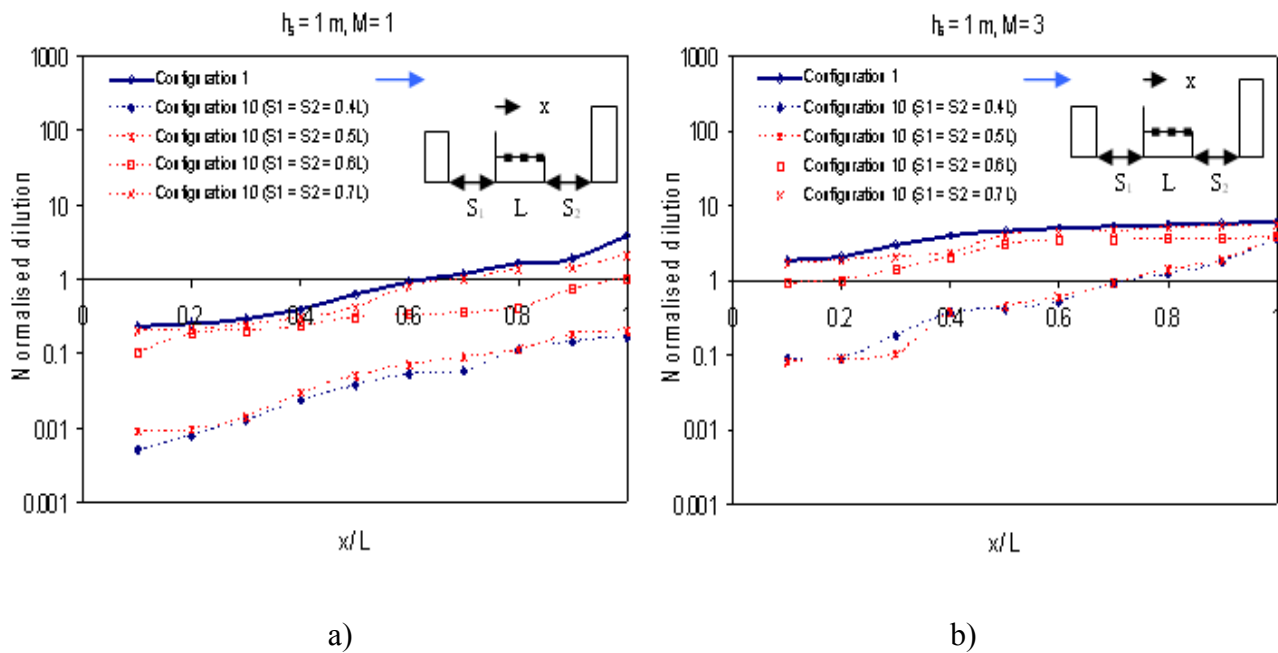 hs = 1 m, M = 1
1000
100
10
1
0.1
0.01
0.001
Normalised dilution
Configuration 1
Configuration 10 (S1 = S2 = 0.4L)
Configuration 10 (S1 = S2 = 0.5L)
Configuration 10 (S1 = S2 = 0.6L)
Configuration 10 (S1 = S2 = 0.7L)
x
S1 L S2
0 0.2 0.4 0.6 0.8 1
x/L
a)
hs = 1 m, M = 3
1000
100
10
1
0.1
0.01
0.001
Normalised dilution
Configuration 1
Configuration 10 (S1 = S2 = 0.4L)
Configuration 10 (S1 = S2 = 0.5L)
Configuration 10 (S1 = S2 = 0.6L)
Configuration 10 (S1 = S2 = 0.7L)
x
S1 L S2
0 0.2 0.4 0.6 0.8 1
x/L
b)